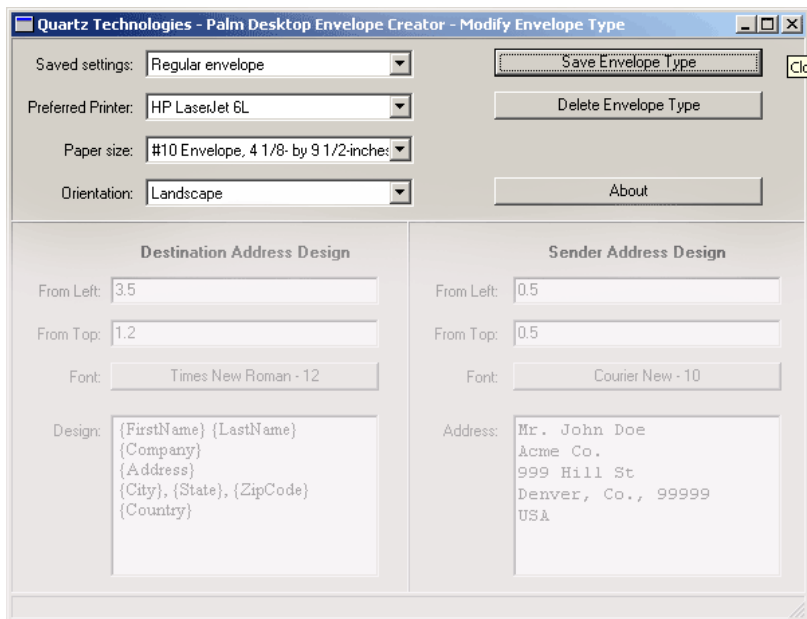 Quartz Technologies - Palm Desktop Envelope Creator - Modify Envelope Type
Saved settings: Regular envelope
Save Envelope Type
Preferred Printer: HP LaserJet 6L
Delete Envelope Type
Paper size: #10 Envelope, 4 1/8- by 9 1/2-inches
Orientation: Landscape
About
Destination Address Design
From Left: 3.5
From Top: 1.2
Font: Times New Roman - 12
Design: {FirstName} {LastName}
{Company}
{Address}
{City}, {State}, {ZipCode}
{Country}
Sender Address Design
From Left: 0.5
From Top: 0.5
Font: Courier New - 10
Address: Mr. John Doe
Acme Co.
999 Hill St
Denver, Co., 99999
USA